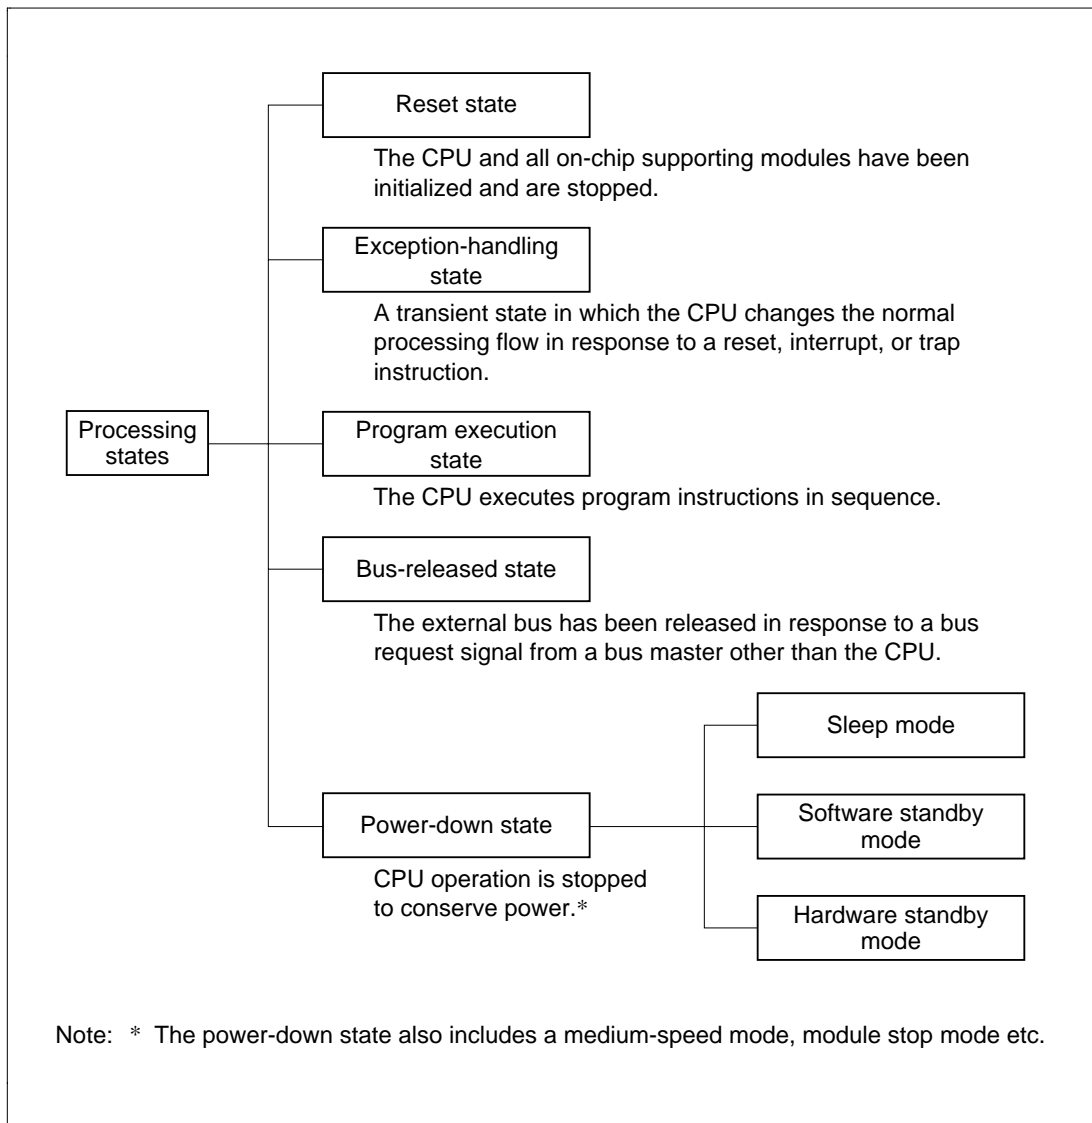 Reset state
The CPU and all on-chip supporting modules have been
initialized and are stopped.
Exception-handling
state
A transient state in which the CPU changes the normal
processing flow in response to a reset, interrupt, or trap
instruction.
Processing
states
Program execution
state
The CPU executes program instructions in sequence.
Bus-released state
The external bus has been released in response to a bus
request signal from a bus master other than the CPU.
Power-down state
CPU operation is stopped
to conserve power.*
Sleep mode
Software standby
mode
Hardware standby
mode
Note: * The power-down state also includes a medium-speed mode, module stop mode etc.